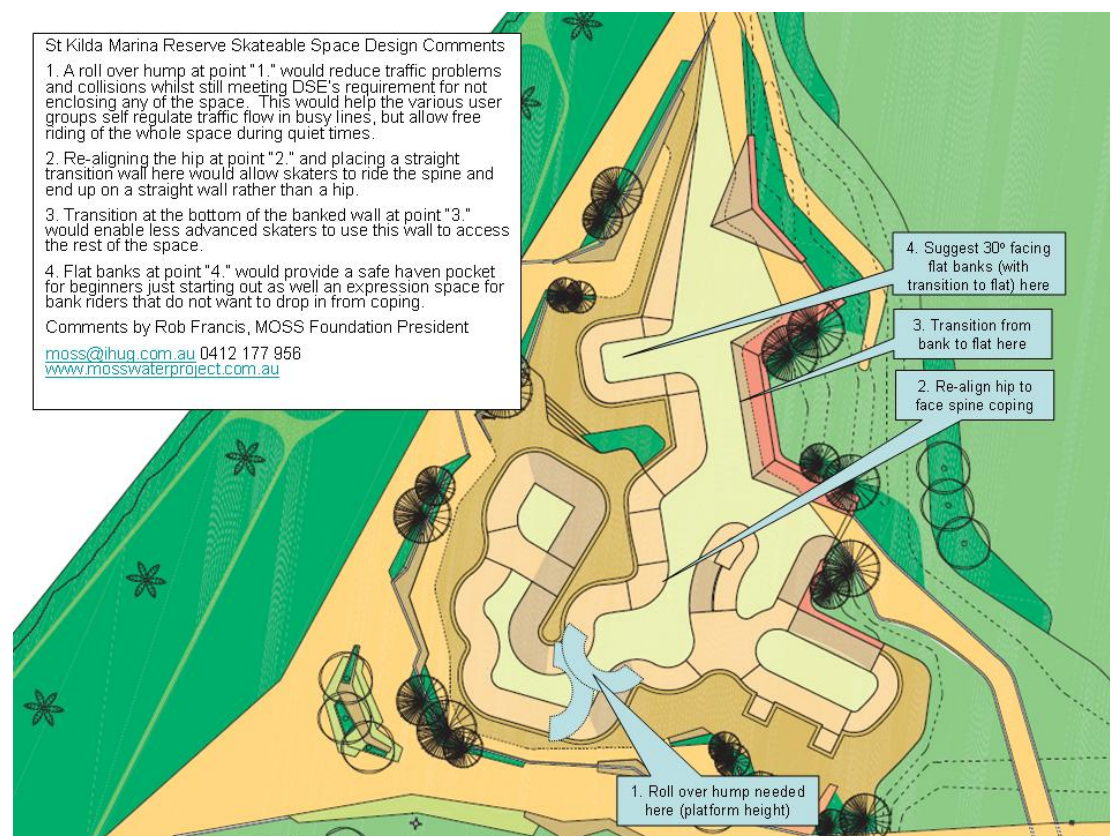 St Kilda Marina Reserve Skateable Space Design Comments
1. A roll over hump at point "1." would reduce traffic problems
and collisions whilst still meeting DSE's requirement for not
enclosing any of the space.  This would help the various user
groups self regulate traffic flow in busy lines, but allow free
riding of the whole space during quiet times.
2. Re-aligning the hip at point "2." and placing a straight
transition wall here would allow skaters to ride the spine and
end up on a straight wall rather than a hip.
3. Transition at the bottom of the banked wall at point "3."
would enable less advanced skaters to use this wall to access
the rest of the space.
4. Flat banks at point "4." would provide a safe haven pocket
for beginners just starting out as well an expression space for
bank riders that do not want to drop in from coping.
Comments by Rob Francis, MOSS Foundation President
moss@ihug.com.au 0412 177 956
www.mosswaterproject.com.au
4. Suggest 30º facing
flat banks (with
transition to flat) here
3. Transition from
bank to flat here
2. Re-align hip to
face spine coping
1. Roll over hump needed
here (platform height)